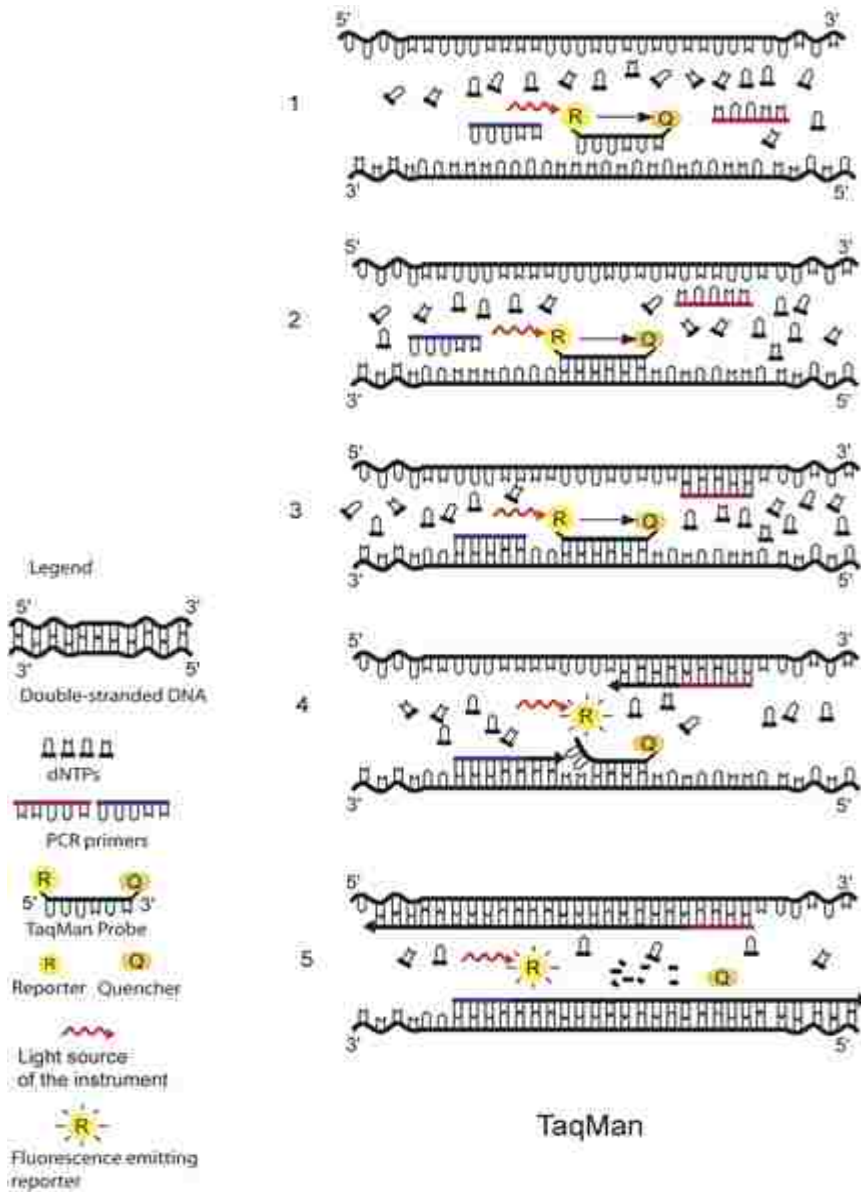 5' 3'
1
R Q
3' 5'
5' 3'
2
R Q
3' 5'
5' 3'
3
R Q
3' 5'
4
R
Q
3' 5'
5' 3'
5
R Q
3' 5'
TaqMan
Legend
5' 3'
3' 5'
Double-stranded DNA
dNTPs
PCR primers
R Q
5' 3'
TaqMan Probe
R Q
Reporter Quencher
Light source
of the instrument
R
Fluorescence emitting
reporter